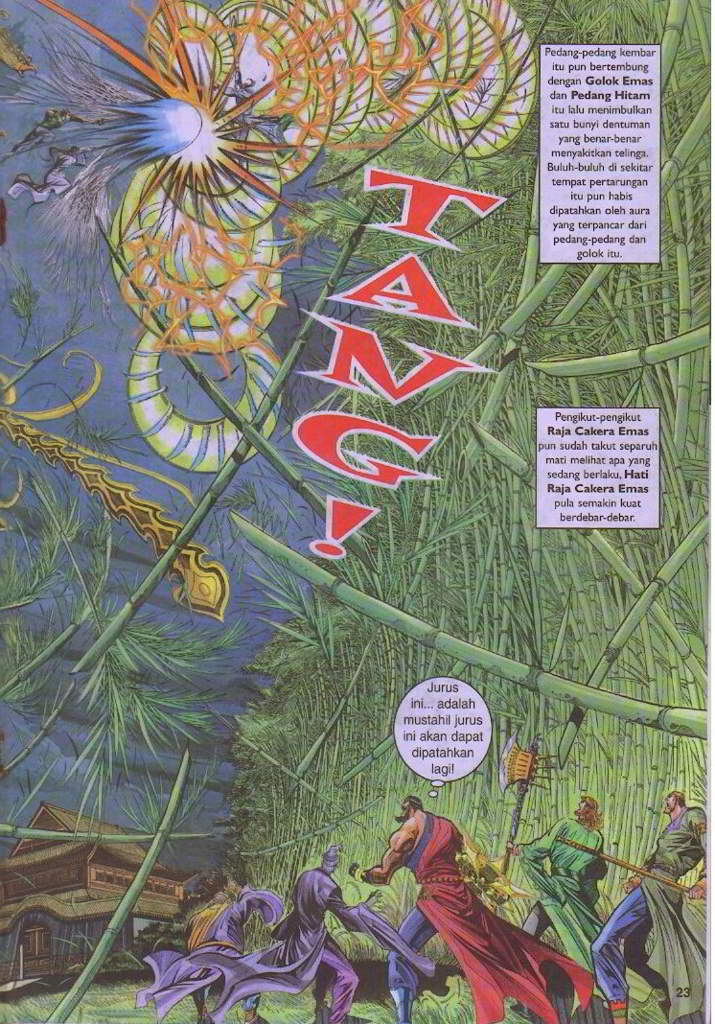 Pedang-pedang kembar
itu pun bertembung
dengan Golok Emas
dan Pedang Hitam
itu lalu menimbulkan
satu bunyi dentuman
yang benar-benar
menyakitkan telinga.
Buluh-buluh di sekitar
tempat pertarungan
itu pun habis
dipatahkan oleh aura
yang terpancar dari
pedang-pedang dan
golok itu.
TANG!
Pengikut-pengikut
Raja Cakera Emas
pun sudah takut separuh
mati melihat apa yang
sedang berlaku, Hati
Raja Cakera Emas
pula semakin kuat
berdebar-debar.
Jurus
ini... adalah
mustahil jurus
ini akan dapat
dipatahkan
lagi!
23